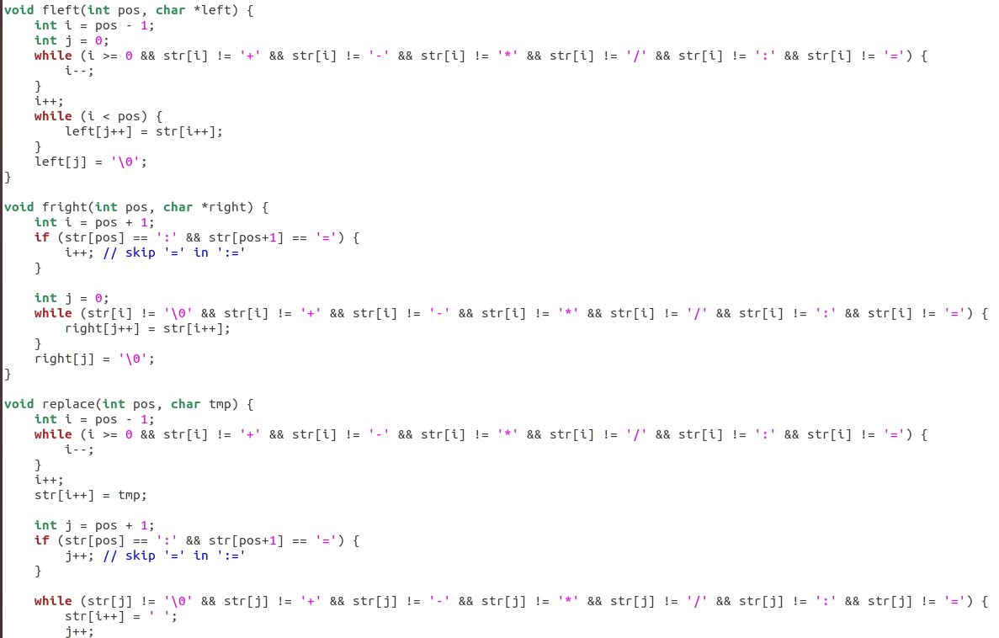 void fleft(int pos, char *left) {
    int i = pos - 1;
    int j = 0;
    while (i >= 0 && str[i] != '+' && str[i] != '-' && str[i] != '*' && str[i] != '/' && str[i] != ':' && str[i] != '=') {
        i--;
    }
    i++;
    while (i < pos) {
        left[j++] = str[i++];
    }
    left[j] = '\0';
}

void fright(int pos, char *right) {
    int i = pos + 1;
    if (str[pos] == ':' && str[pos+1] == '=') {
        i++; // skip '=' in ':='
    }

    int j = 0;
    while (str[i] != '\0' && str[i] != '+' && str[i] != '-' && str[i] != '*' && str[i] != '/' && str[i] != ':' && str[i] != '=') {
        right[j++] = str[i++];
    }
    right[j] = '\0';
}

void replace(int pos, char tmp) {
    int i = pos - 1;
    while (i >= 0 && str[i] != '+' && str[i] != '-' && str[i] != '*' && str[i] != '/' && str[i] != ':' && str[i] != '=') {
        i--;
    }
    i++;
    str[i++] = tmp;

    int j = pos + 1;
    if (str[pos] == ':' && str[pos+1] == '=') {
        j++; // skip '=' in ':='
    }

    while (str[j] != '\0' && str[j] != '+' && str[j] != '-' && str[j] != '*' && str[j] != '/' && str[j] != ':' && str[j] != '=') {
        str[i++] = ' ';
        j++;